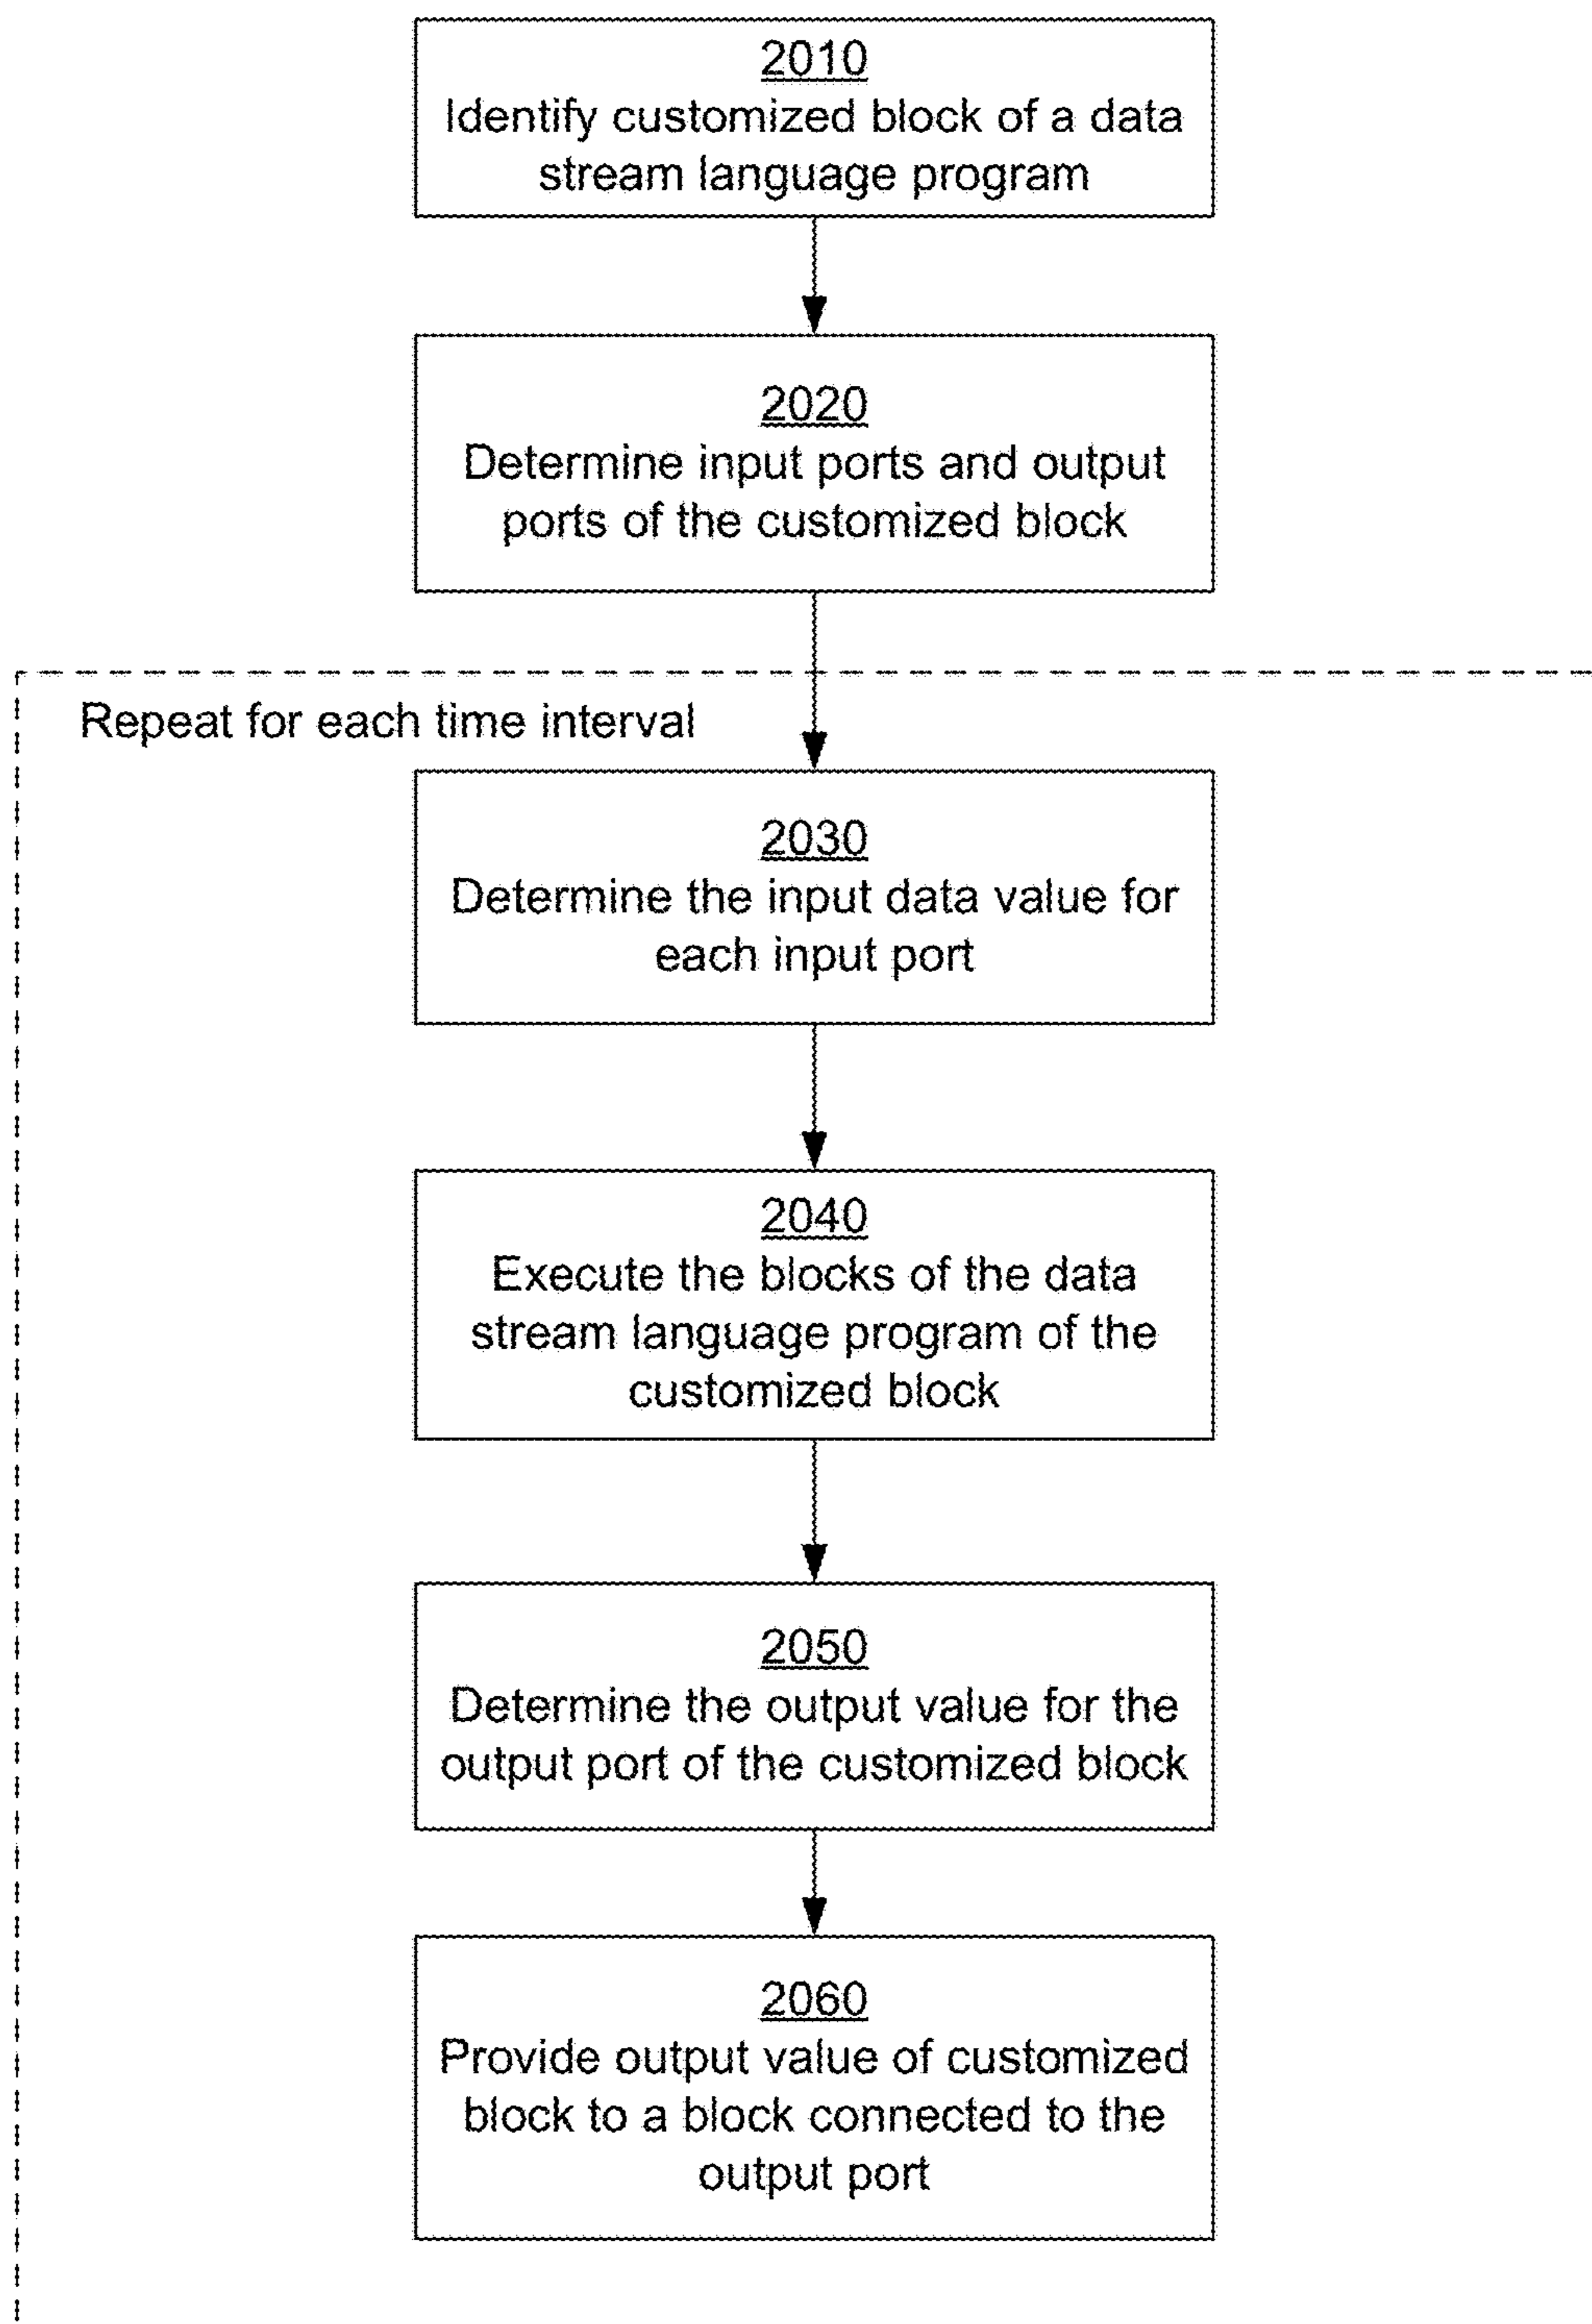 2010
Identify customized block of a data
stream language program
2020
Determine input ports and output
ports of the customized block
Repeat for each time interval
2030
Determine the input data value for
each input port
2040
Execute the blocks of the data
stream language program of the
customized block
2050
Determine the output value for the
output port of the customized block
2060
Provide output value of customized
block to a block connected to the
output port